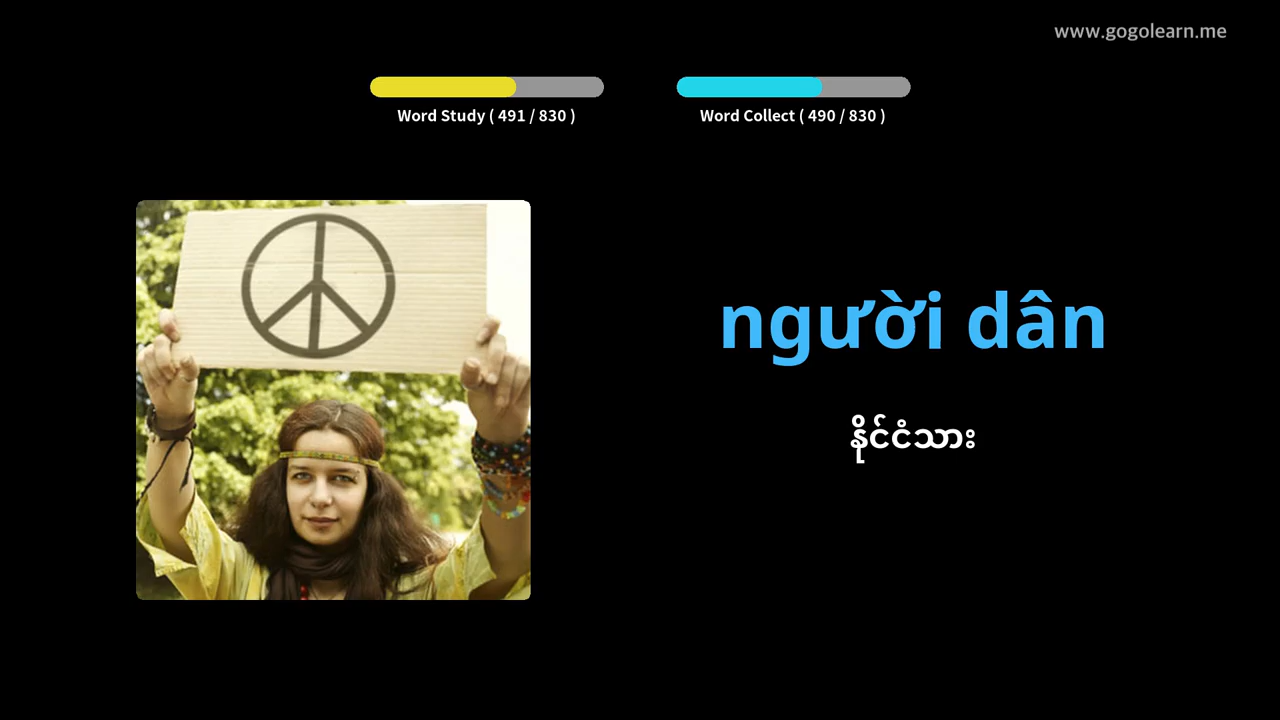 www.gogolearn.me
Word Study ( 491 / 830 )
Word Collect ( 490 / 830 )
người dân
နိုင်ငံသား